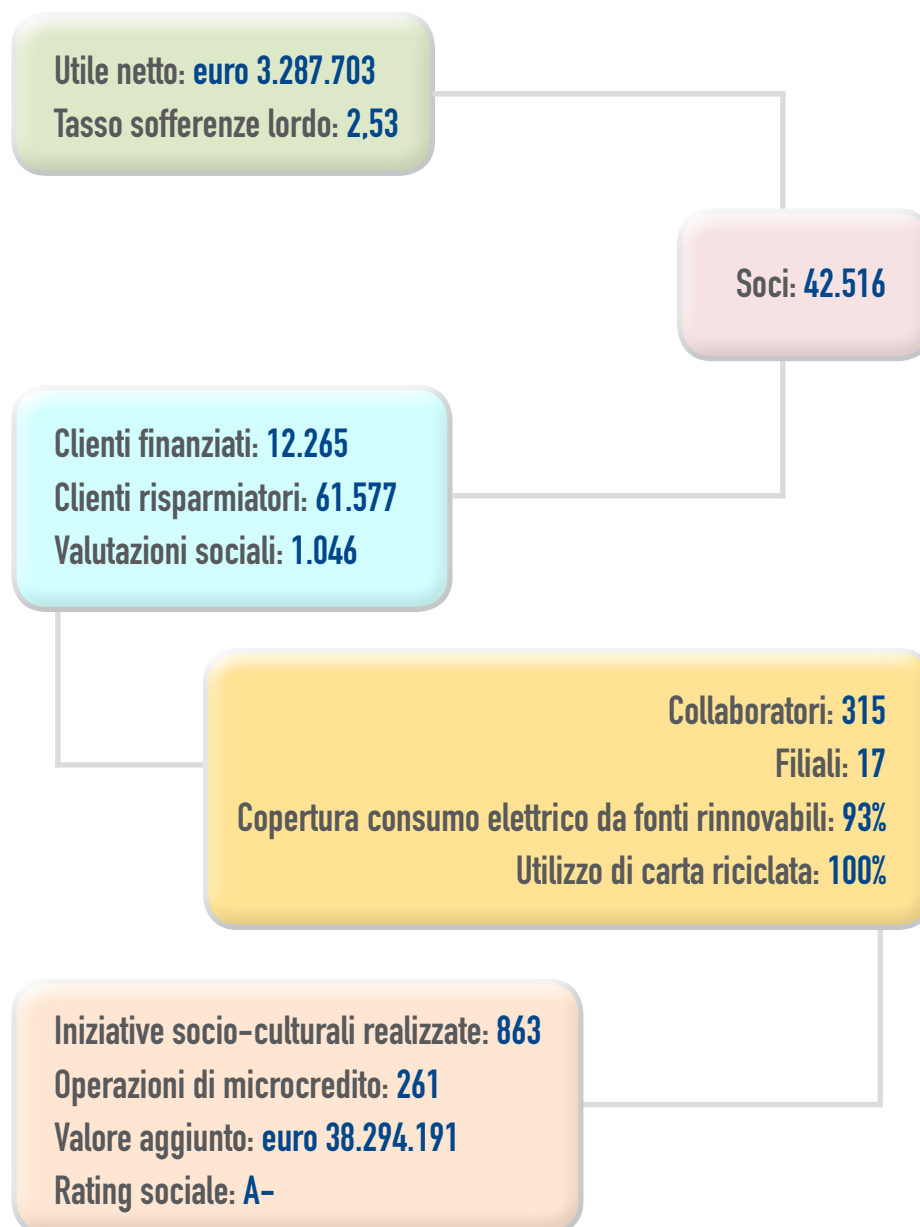 Utile netto: euro 3.287.703
Tasso sofferenze lordo: 2,53
Soci: 42.516
Clienti finanziati: 12.265
Clienti risparmiatori: 61.577
Valutazioni sociali: 1.046
Collaboratori: 315
Filiali: 17
Copertura consumo elettrico da fonti rinnovabili: 93%
Utilizzo di carta riciclata: 100%
Iniziative socio-culturali realizzate: 863
Operazioni di microcredito: 261
Valore aggiunto: euro 38.294.191
Rating sociale: A-